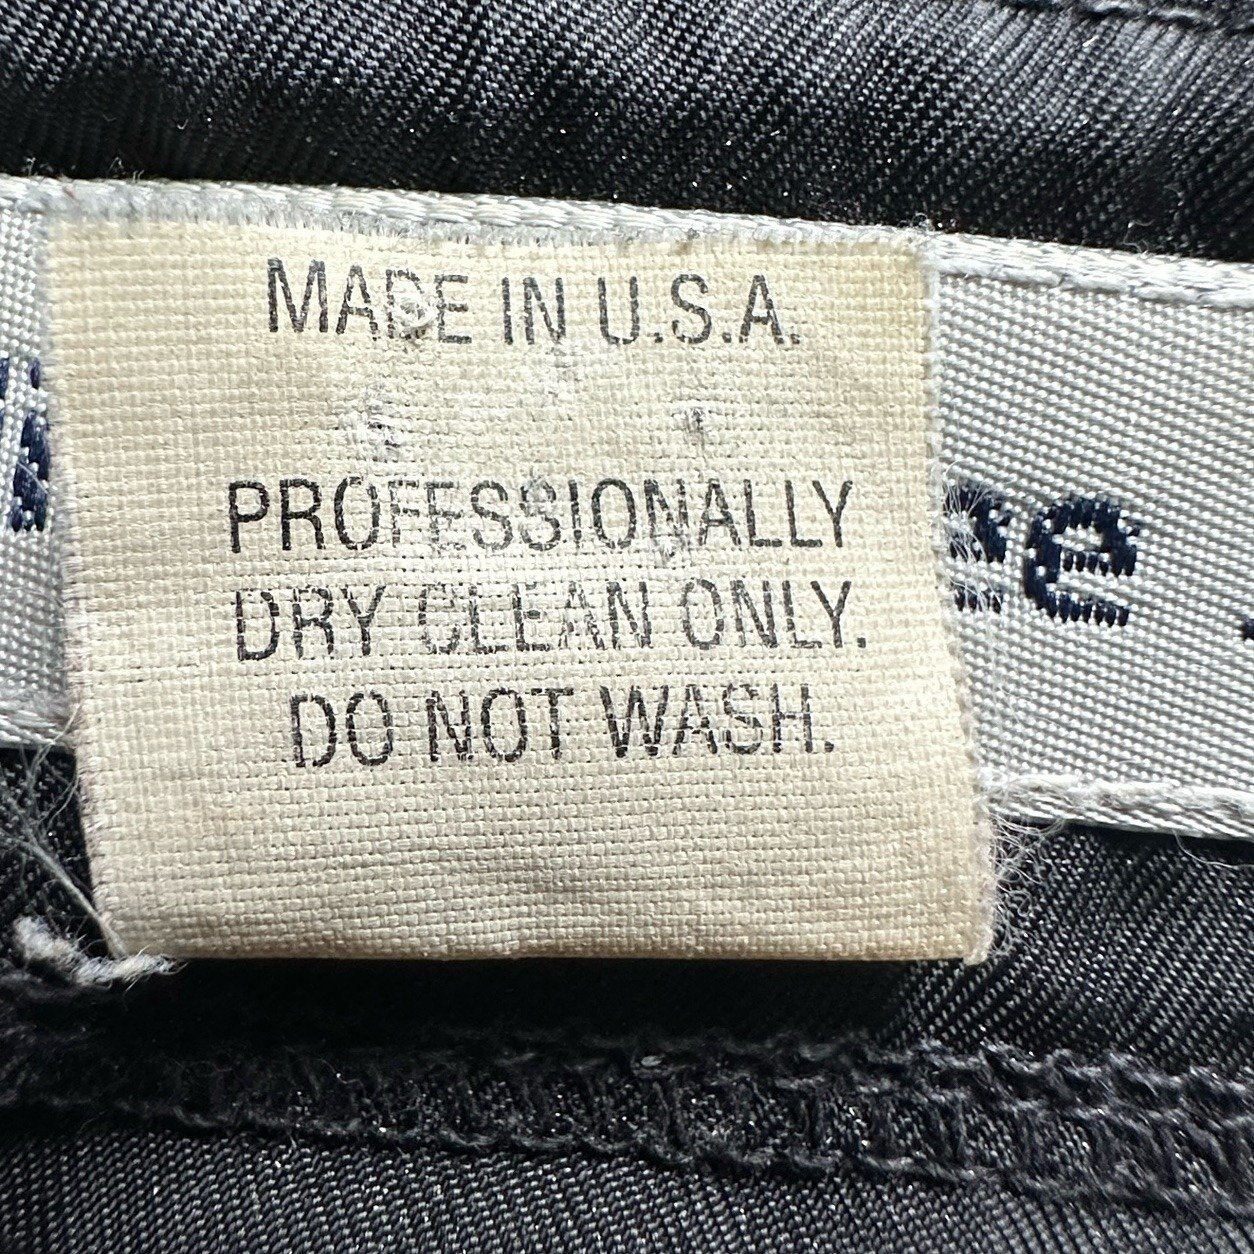 MADE IN U.S.A.
PROFESSIONALLY
DRY CLEAN ONLY.
DO NOT WASH.